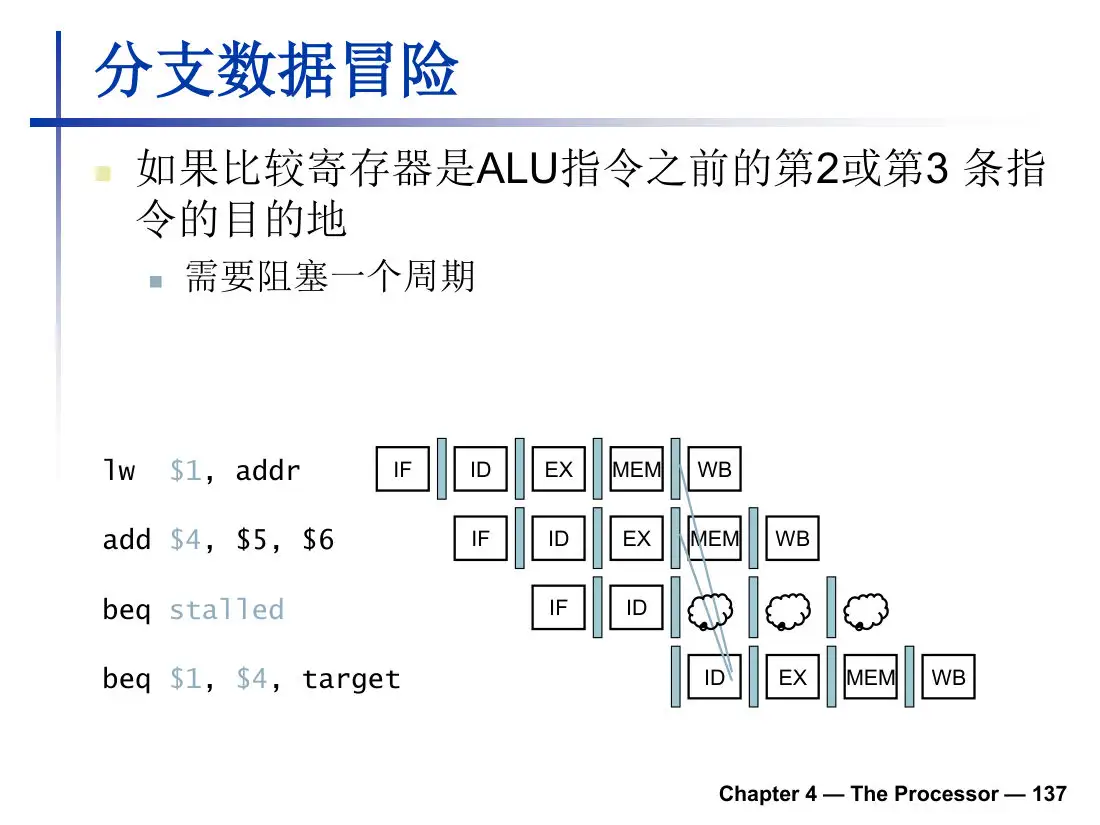 分支数据冒险
如果比较寄存器是ALU指令之前的第2或第3 条指
令的目的地
需要阻塞一个周期
lw $1, addr IF ID EX MEM WB
add $4, $5, $6 IF ID EX MEM WB
beq stalled IF ID
beq $1, $4, target ID EX MEM WB
Chapter 4 — The Processor — 137